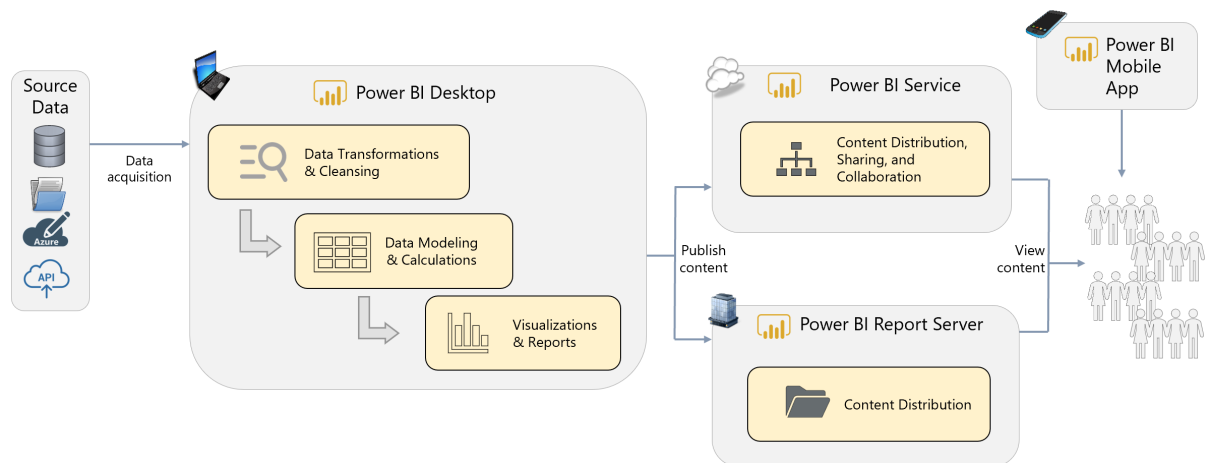 Source
Data
Azure
API
Data
acquisition
Power BI Desktop
Data Transformations
& Cleansing
Data Modeling
& Calculations
Visualizations
& Reports
Publish
content
Power BI Service
Content Distribution,
Sharing, and
Collaboration
Power BI Report Server
Content Distribution
View
content
Power BI
Mobile
App